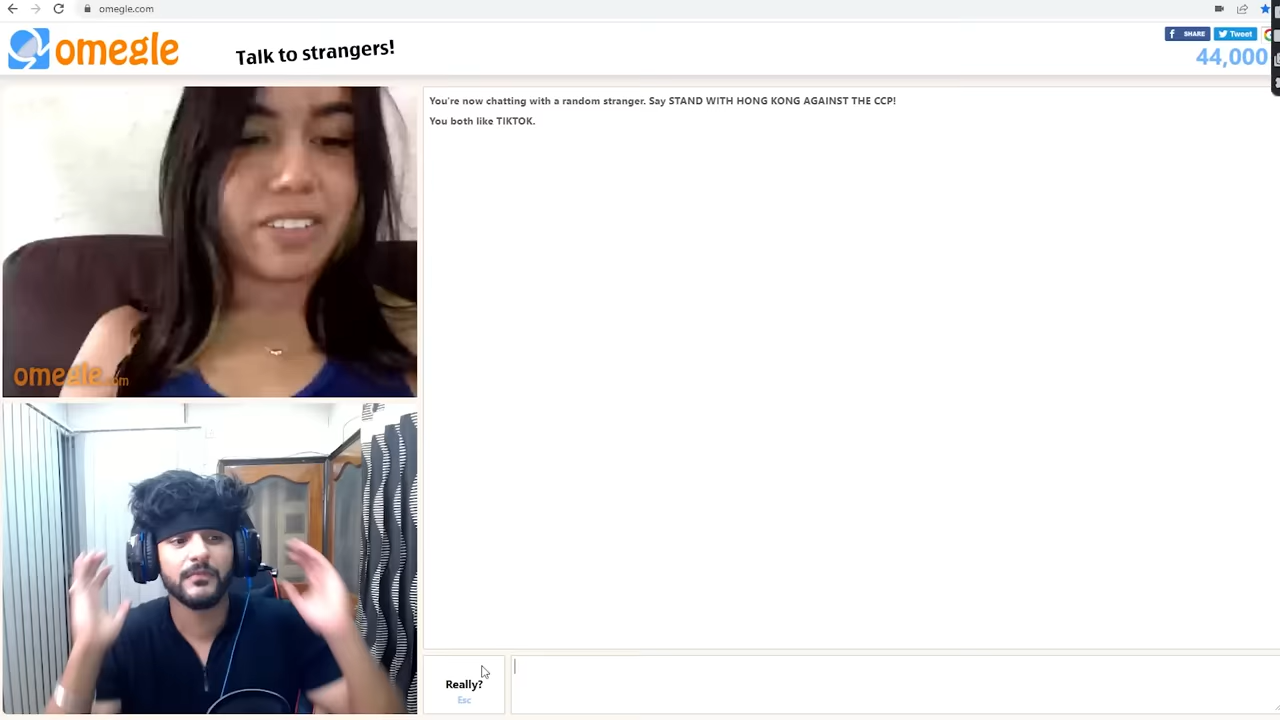 omegle.com
omegle
Talk to strangers!
SHARE
Tweet
44,000
You're now chatting with a random stranger. Say STAND WITH HONG KONG AGAINST THE CCP!
You both like TIKTOK.
omegle.com
Really?
Esc